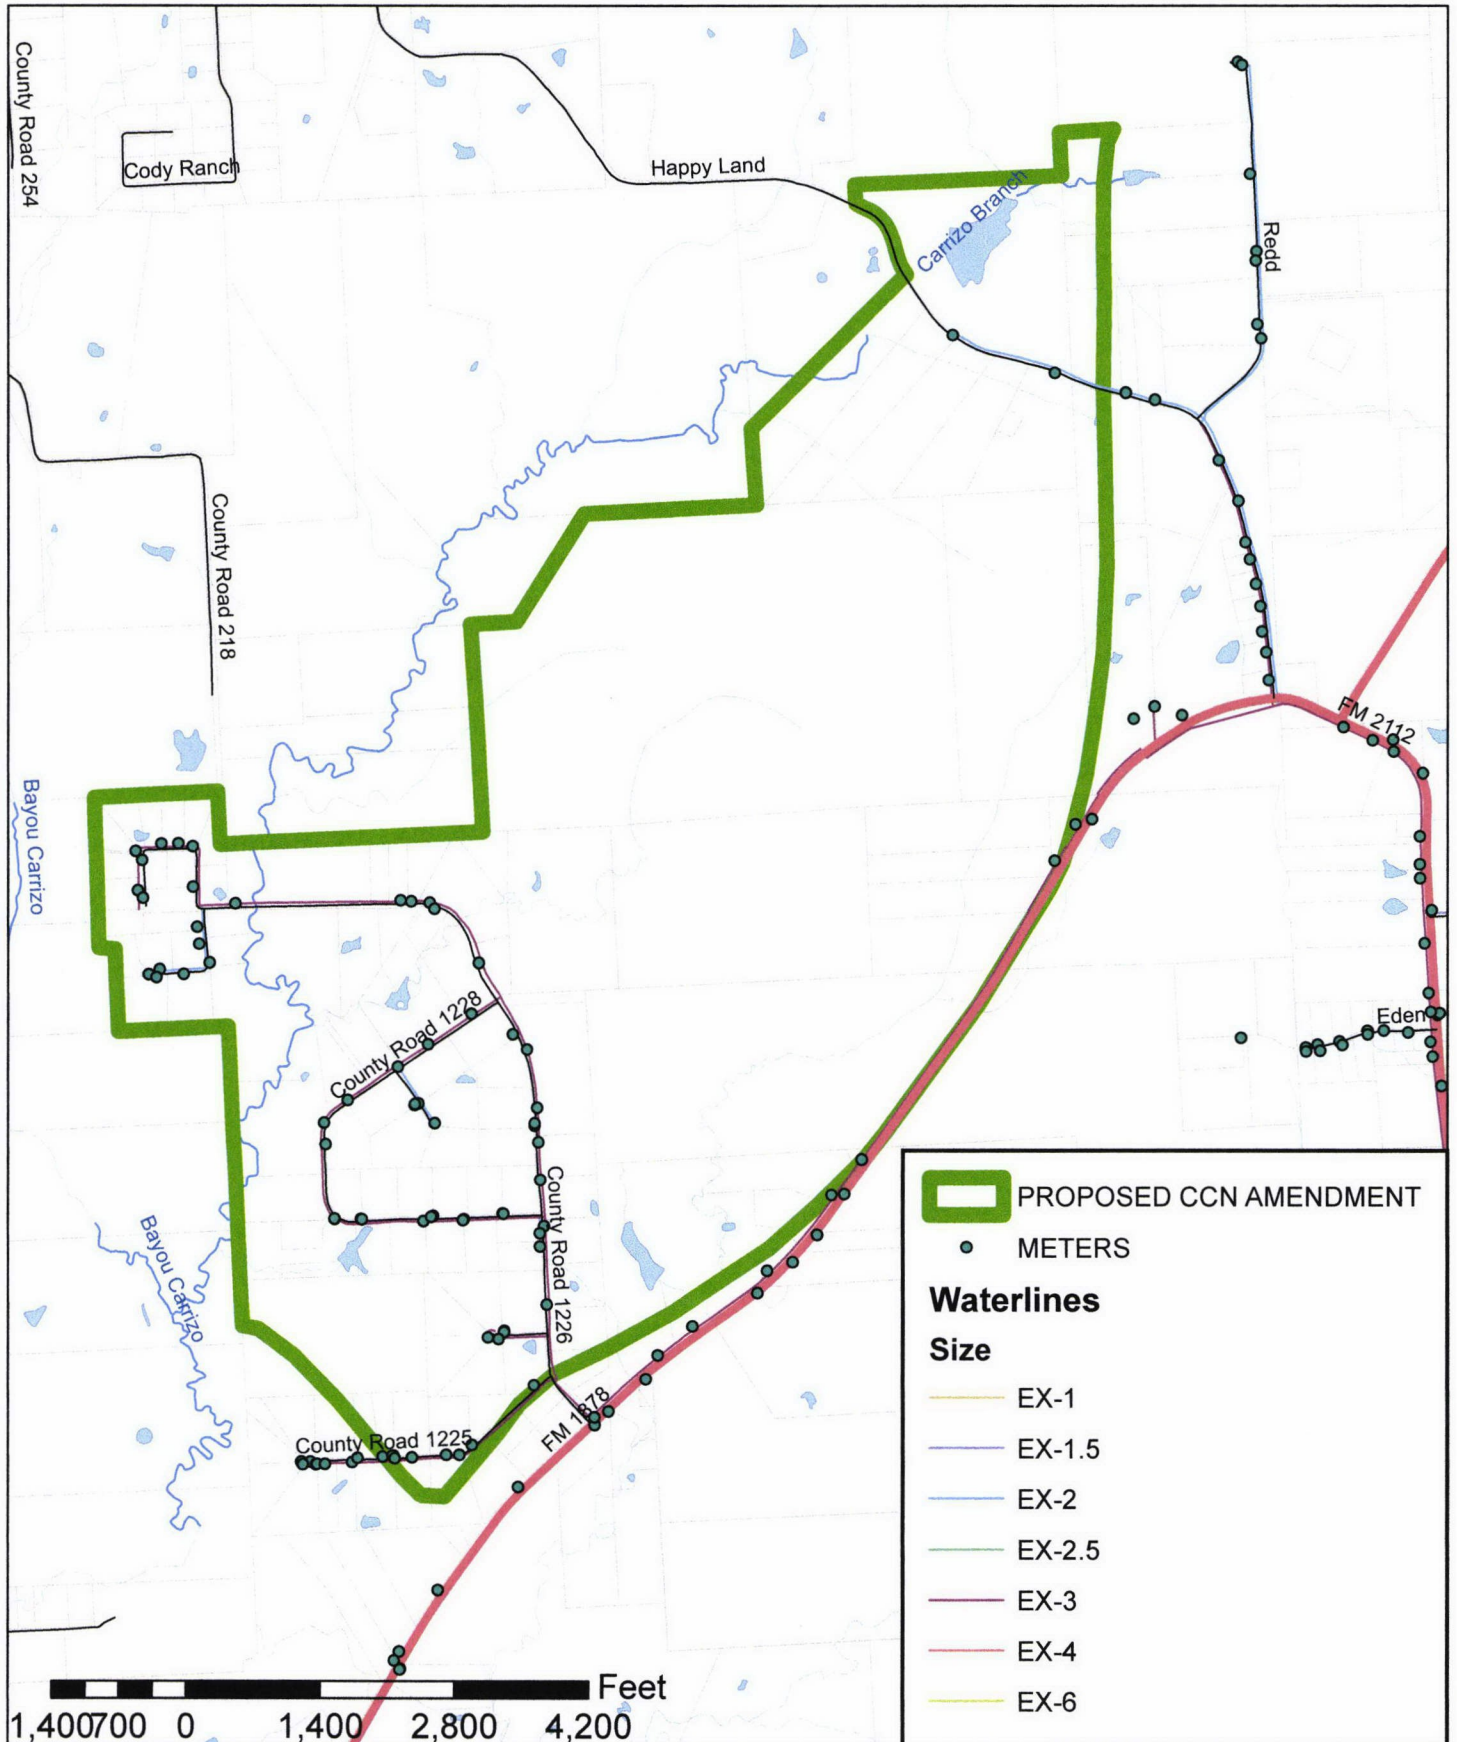 County Road 254
Cody Ranch
Happy Land
Carrizo Branch
Redd
County Road 218
FM 2112
Bayou Carrizo
County Road 1228
Eden
County Road 1226
Bayou Carrizo
FM 1878
County Road 1225
PROPOSED CCN AMENDMENT
METERS
Waterlines
Size
EX-1
EX-1.5
EX-2
EX-2.5
EX-3
EX-4
EX-6
Feet
1,400 700 0 1,400 2,800 4,200